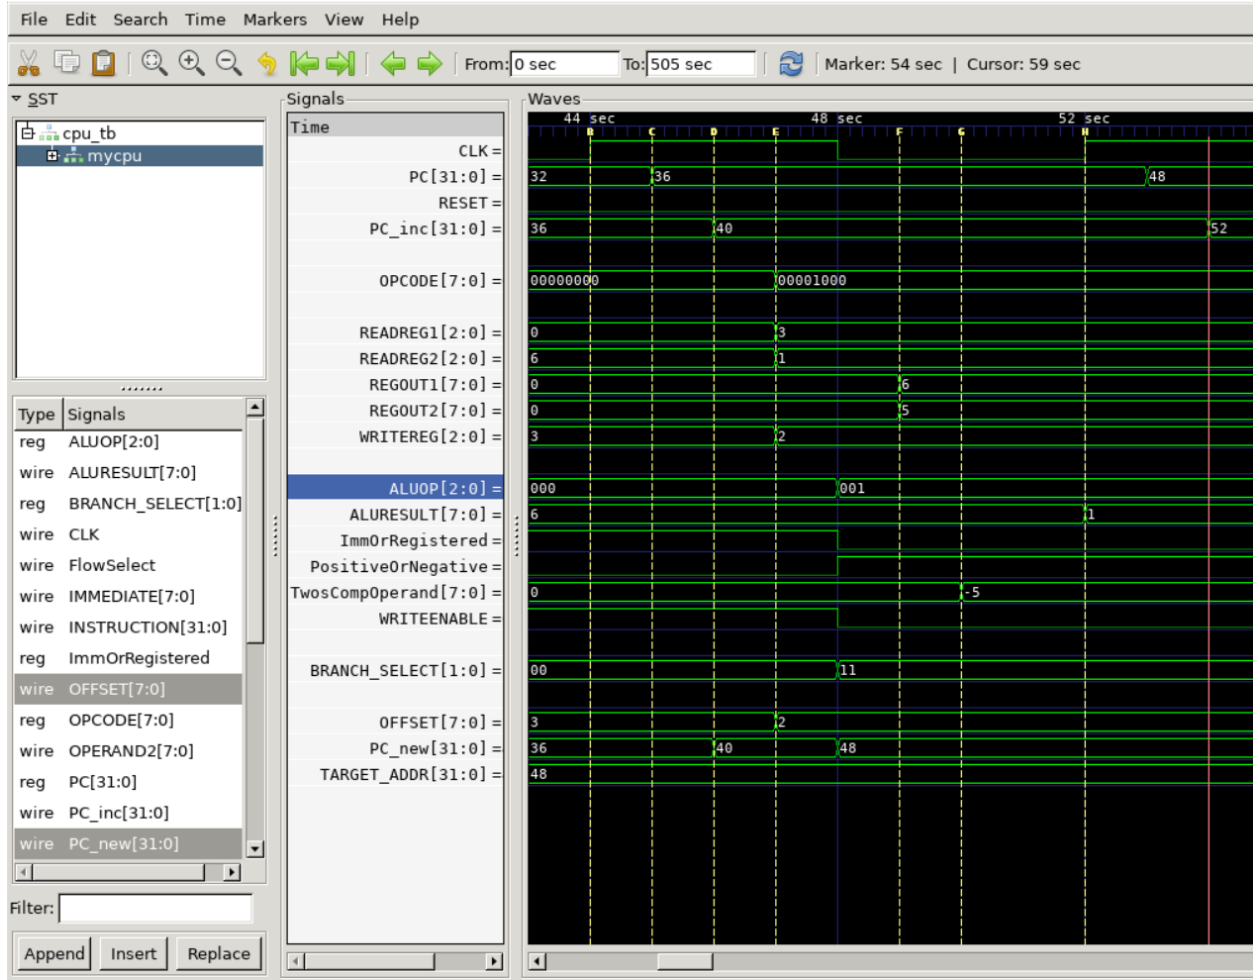 File Edit Search Time Markers View Help
From: 0 sec To: 505 sec Marker: 54 sec | Cursor: 59 sec
SST
cpu_tb
mycpu
Type Signals
reg ALUOP[2:0]
wire ALURESULT[7:0]
reg BRANCH_SELECT[1:0]
wire CLK
wire FlowSelect
wire IMMEDIATE[7:0]
wire INSTRUCTION[31:0]
reg ImmOrRegistered
wire OFFSET[7:0]
reg OPCODE[7:0]
wire OPERAND2[7:0]
reg PC[31:0]
wire PC_inc[31:0]
wire PC_new[31:0]
Filter:
Append Insert Replace
Signals
Waves
Time 44 sec 48 sec 52 sec
B C D E F G H
CLK =
PC[31:0] = 32 36 48
RESET =
PC_inc[31:0] = 36 40 52
OPCODE[7:0] = 00000000 00001000
READREG1[2:0] = 0 3
READREG2[2:0] = 6 1
REGOUT1[7:0] = 0 6
REGOUT2[7:0] = 0 5
WRITEREG[2:0] = 3 2
ALUOP[2:0] = 000 001
ALURESULT[7:0] = 6 1
ImmOrRegistered =
PositiveOrNegative =
TwosCompOperand[7:0] = 0 -5
WRITEENABLE =
BRANCH_SELECT[1:0] = 00 11
OFFSET[7:0] = 3 2
PC_new[31:0] = 36 40 48
TARGET_ADDR[31:0] = 48